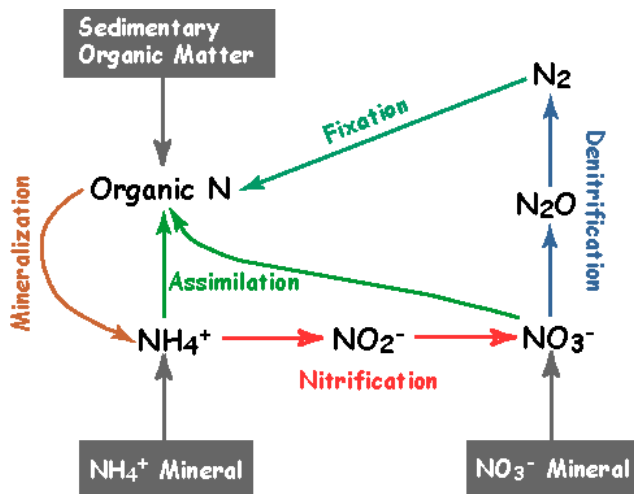 Sedimentary
Organic Matter
N₂
Fixation
Denitrification
Organic N
N₂O
Mineralization
Assimilation
NH₄⁺
NO₂⁻
NO₃⁻
Nitrification
NH₄⁺ Mineral
NO₃⁻ Mineral